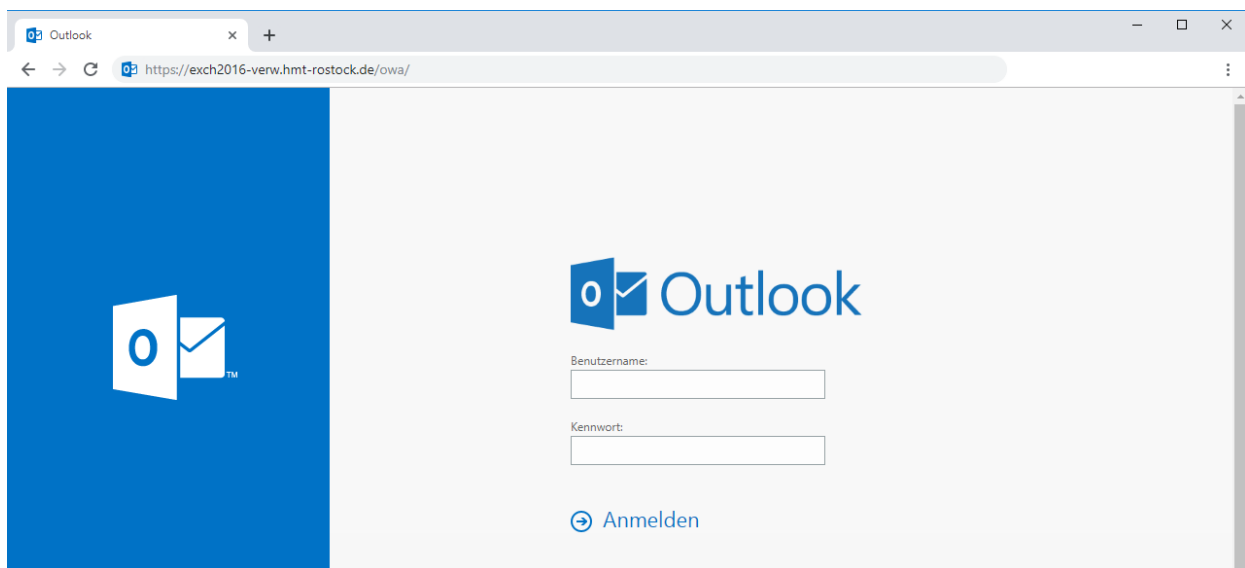 Outlook
https://exch2016-verw.hmt-rostock.de/owa/
O
TM
O Outlook
Benutzername:
Kennwort:
Anmelden